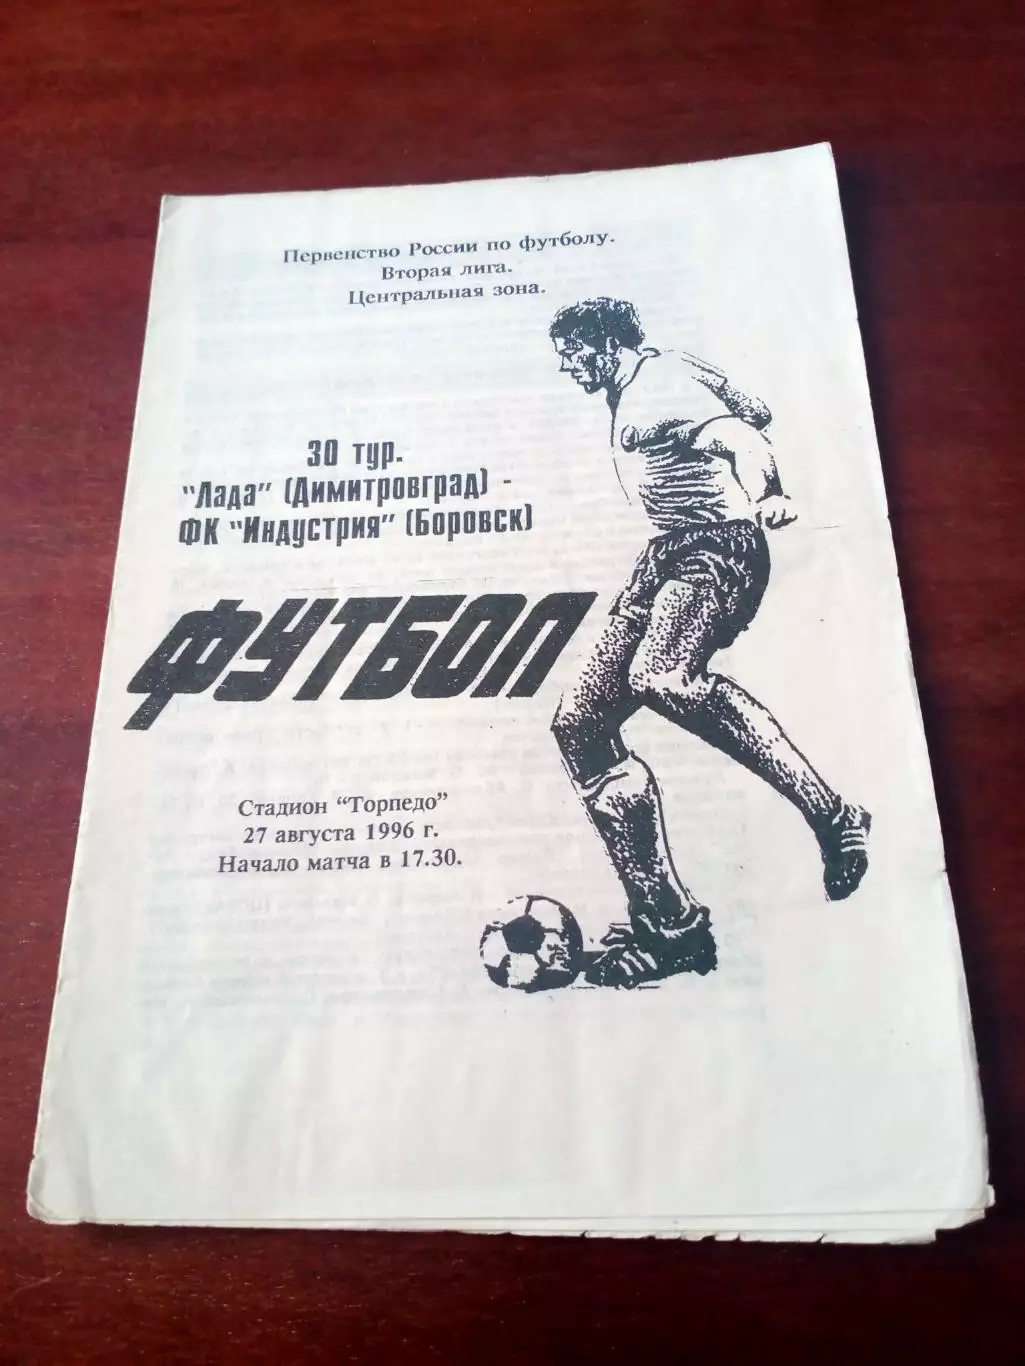 Первенство России по футболу.
Вторая лига.
Центральная зона.
30 тур.
"Лада" (Димитровград) -
ФК "Индустрия" (Боровск)
ФУТБОЛ
Стадион "Торпедо"
27 августа 1996 г.
Начало матча в 17.30.